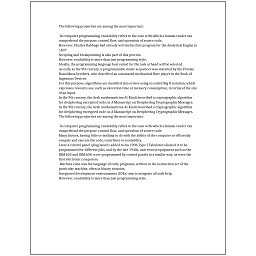 The following properties are among the most important:
In computer programming, readability refers to the ease with which a human reader can
comprehend the purpose, control flow, and operation of source code.
However, Charles Babbage had already written his first program for the Analytical Engine in
1837.
Scripting and breakpointing is also part of this process.
However, readability is more than just programming style.
Ideally, the programming language best suited for the task at hand will be selected.
As early as the 9th century, a programmable music sequencer was invented by the Persian
Banu Musa brothers, who described an automated mechanical flute player in the Book of
Ingenious Devices.
For this purpose, algorithms are classified into orders using so-called Big O notation, which
expresses resource use, such as execution time or memory consumption, in terms of the size
of an input.
In the 9th century, the Arab mathematician Al-Kindi described a cryptographic algorithm
for deciphering encrypted code, in A Manuscript on Deciphering Cryptographic Messages.
In the 9th century, the Arab mathematician Al-Kindi described a cryptographic algorithm
for deciphering encrypted code, in A Manuscript on Deciphering Cryptographic Messages.
The following properties are among the most important:
In computer programming, readability refers to the ease with which a human reader can
comprehend the purpose, control flow, and operation of source code.
Many factors, having little or nothing to do with the ability of the computer to efficiently
compile and execute the code, contribute to readability.
Later a control panel (plug board) added to his 1906 Type I Tabulator allowed it to be
programmed for different jobs, and by the late 1940s, unit record equipment such as the
IBM 602 and IBM 604, were programmed by control panels in a similar way, as were the
first electronic computers.
Machine code was the language of early programs, written in the instruction set of the
particular machine, often in binary notation.
Integrated development environments (IDEs) aim to integrate all such help.
However, readability is more than just programming style.